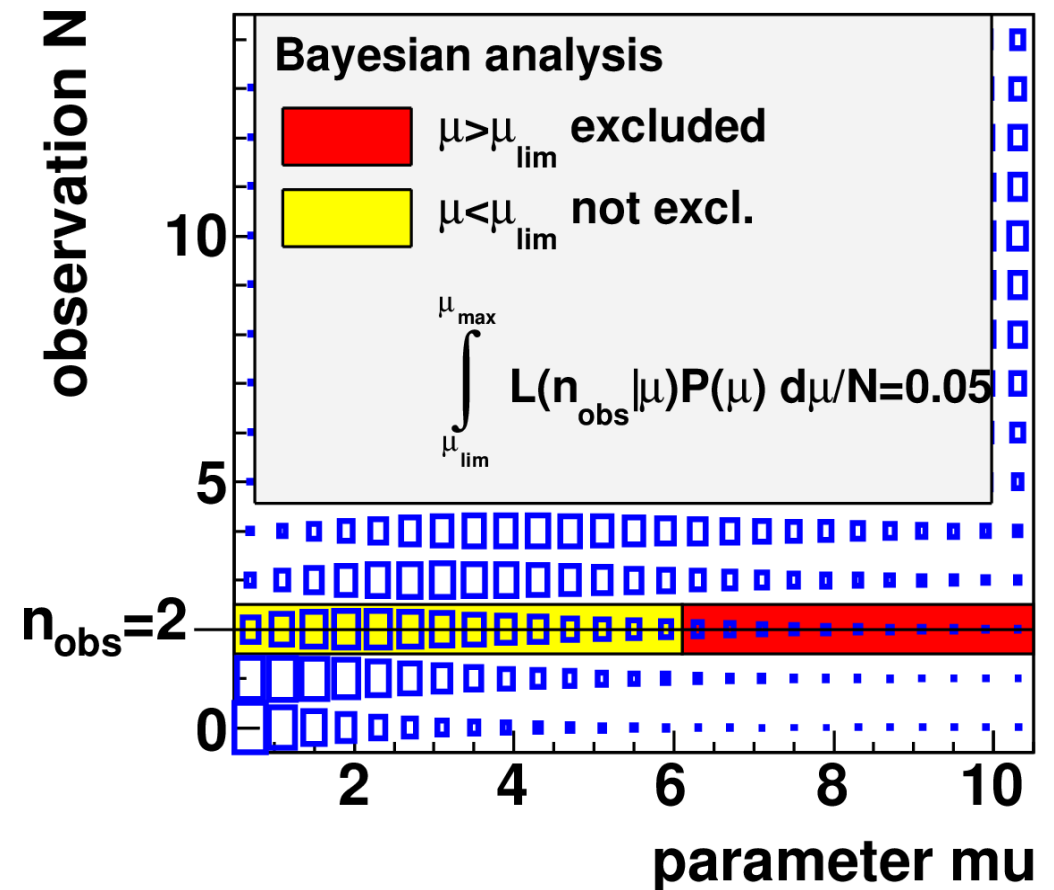 observation N
Bayesian analysis
μ>μlim excluded
μ<μlim not excl.
μmax
∫ L(nobs|μ)P(μ) dμ/N=0.05
μlim
10
5
nobs=2
0
2 4 6 8 10
parameter mu